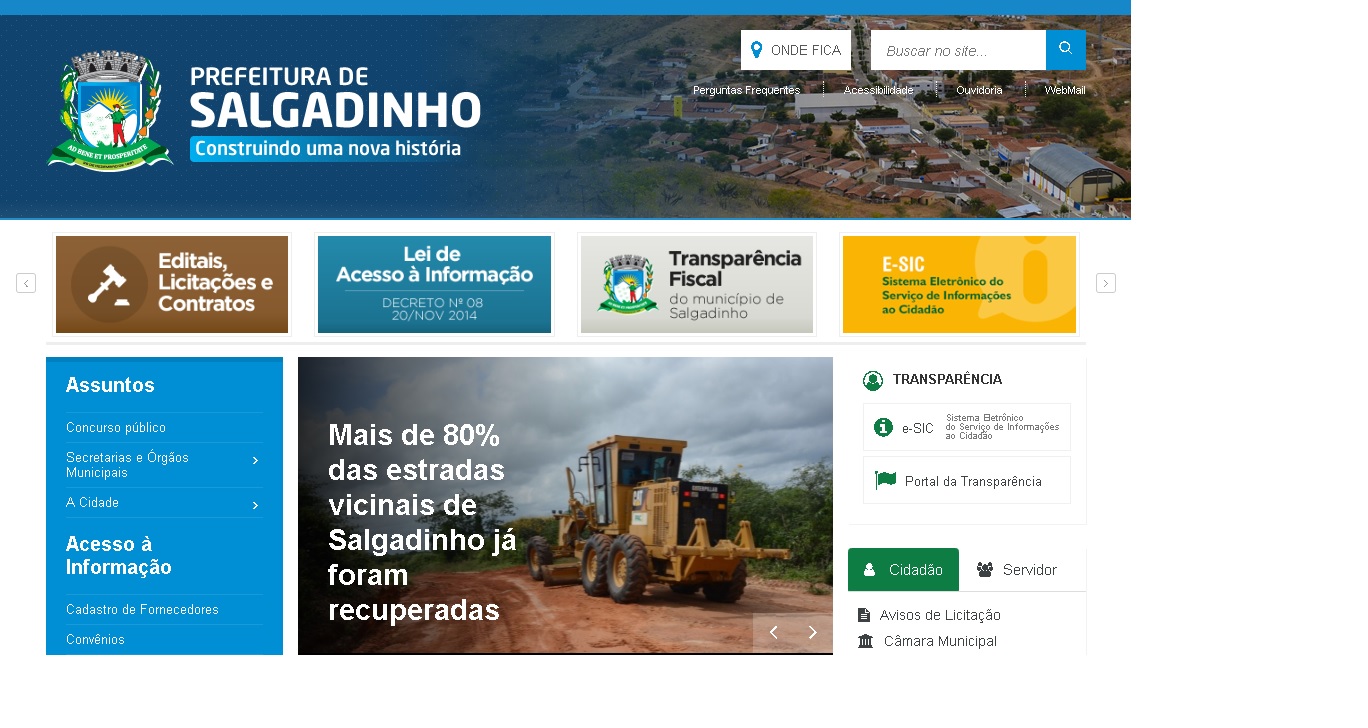 ONDE FICA
Buscar no site...
Perguntas Frequentes
Acessibilidade
Ouvidoria
WebMail
PREFEITURA DE
SALGADINHO
Construindo uma nova história
AD BENE ET PROSPERITATE
Editais,
Licitações e
Contratos
Lei de
Acesso à Informação
DECRETO Nº 08
20/NOV 2014
Transparência
Fiscal
do município de
Salgadinho
E-SIC
Sistema Eletrônico do
Serviço de Informações
ao Cidadão
Assuntos
Concurso público
Secretarias e Órgãos
Municipais
A Cidade
Acesso à
Informação
Cadastro de Fornecedores
Convênios
Mais de 80%
das estradas
vicinais de
Salgadinho já
foram
recuperadas
TRANSPARÊNCIA
e-SIC
Sistema Eletrônico
do Serviço de Informações
ao Cidadão
Portal da Transparência
Cidadão
Servidor
Avisos de Licitação
Câmara Municipal